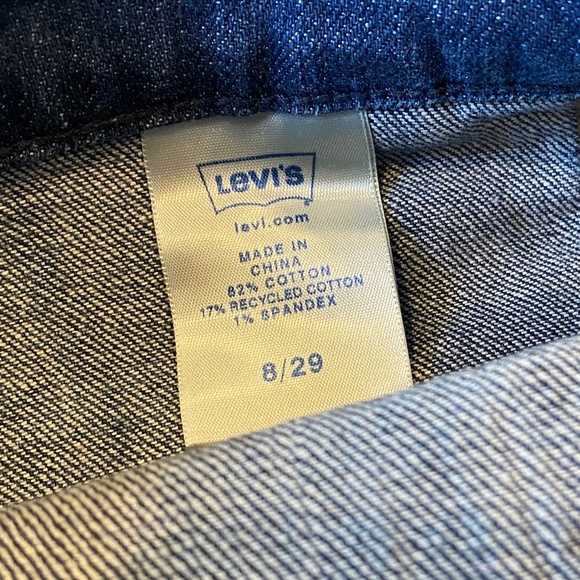 Levi's
levi.com
MADE IN
CHINA
82% COTTON
17% RECYCLED COTTON
1% SPANDEX
8/29